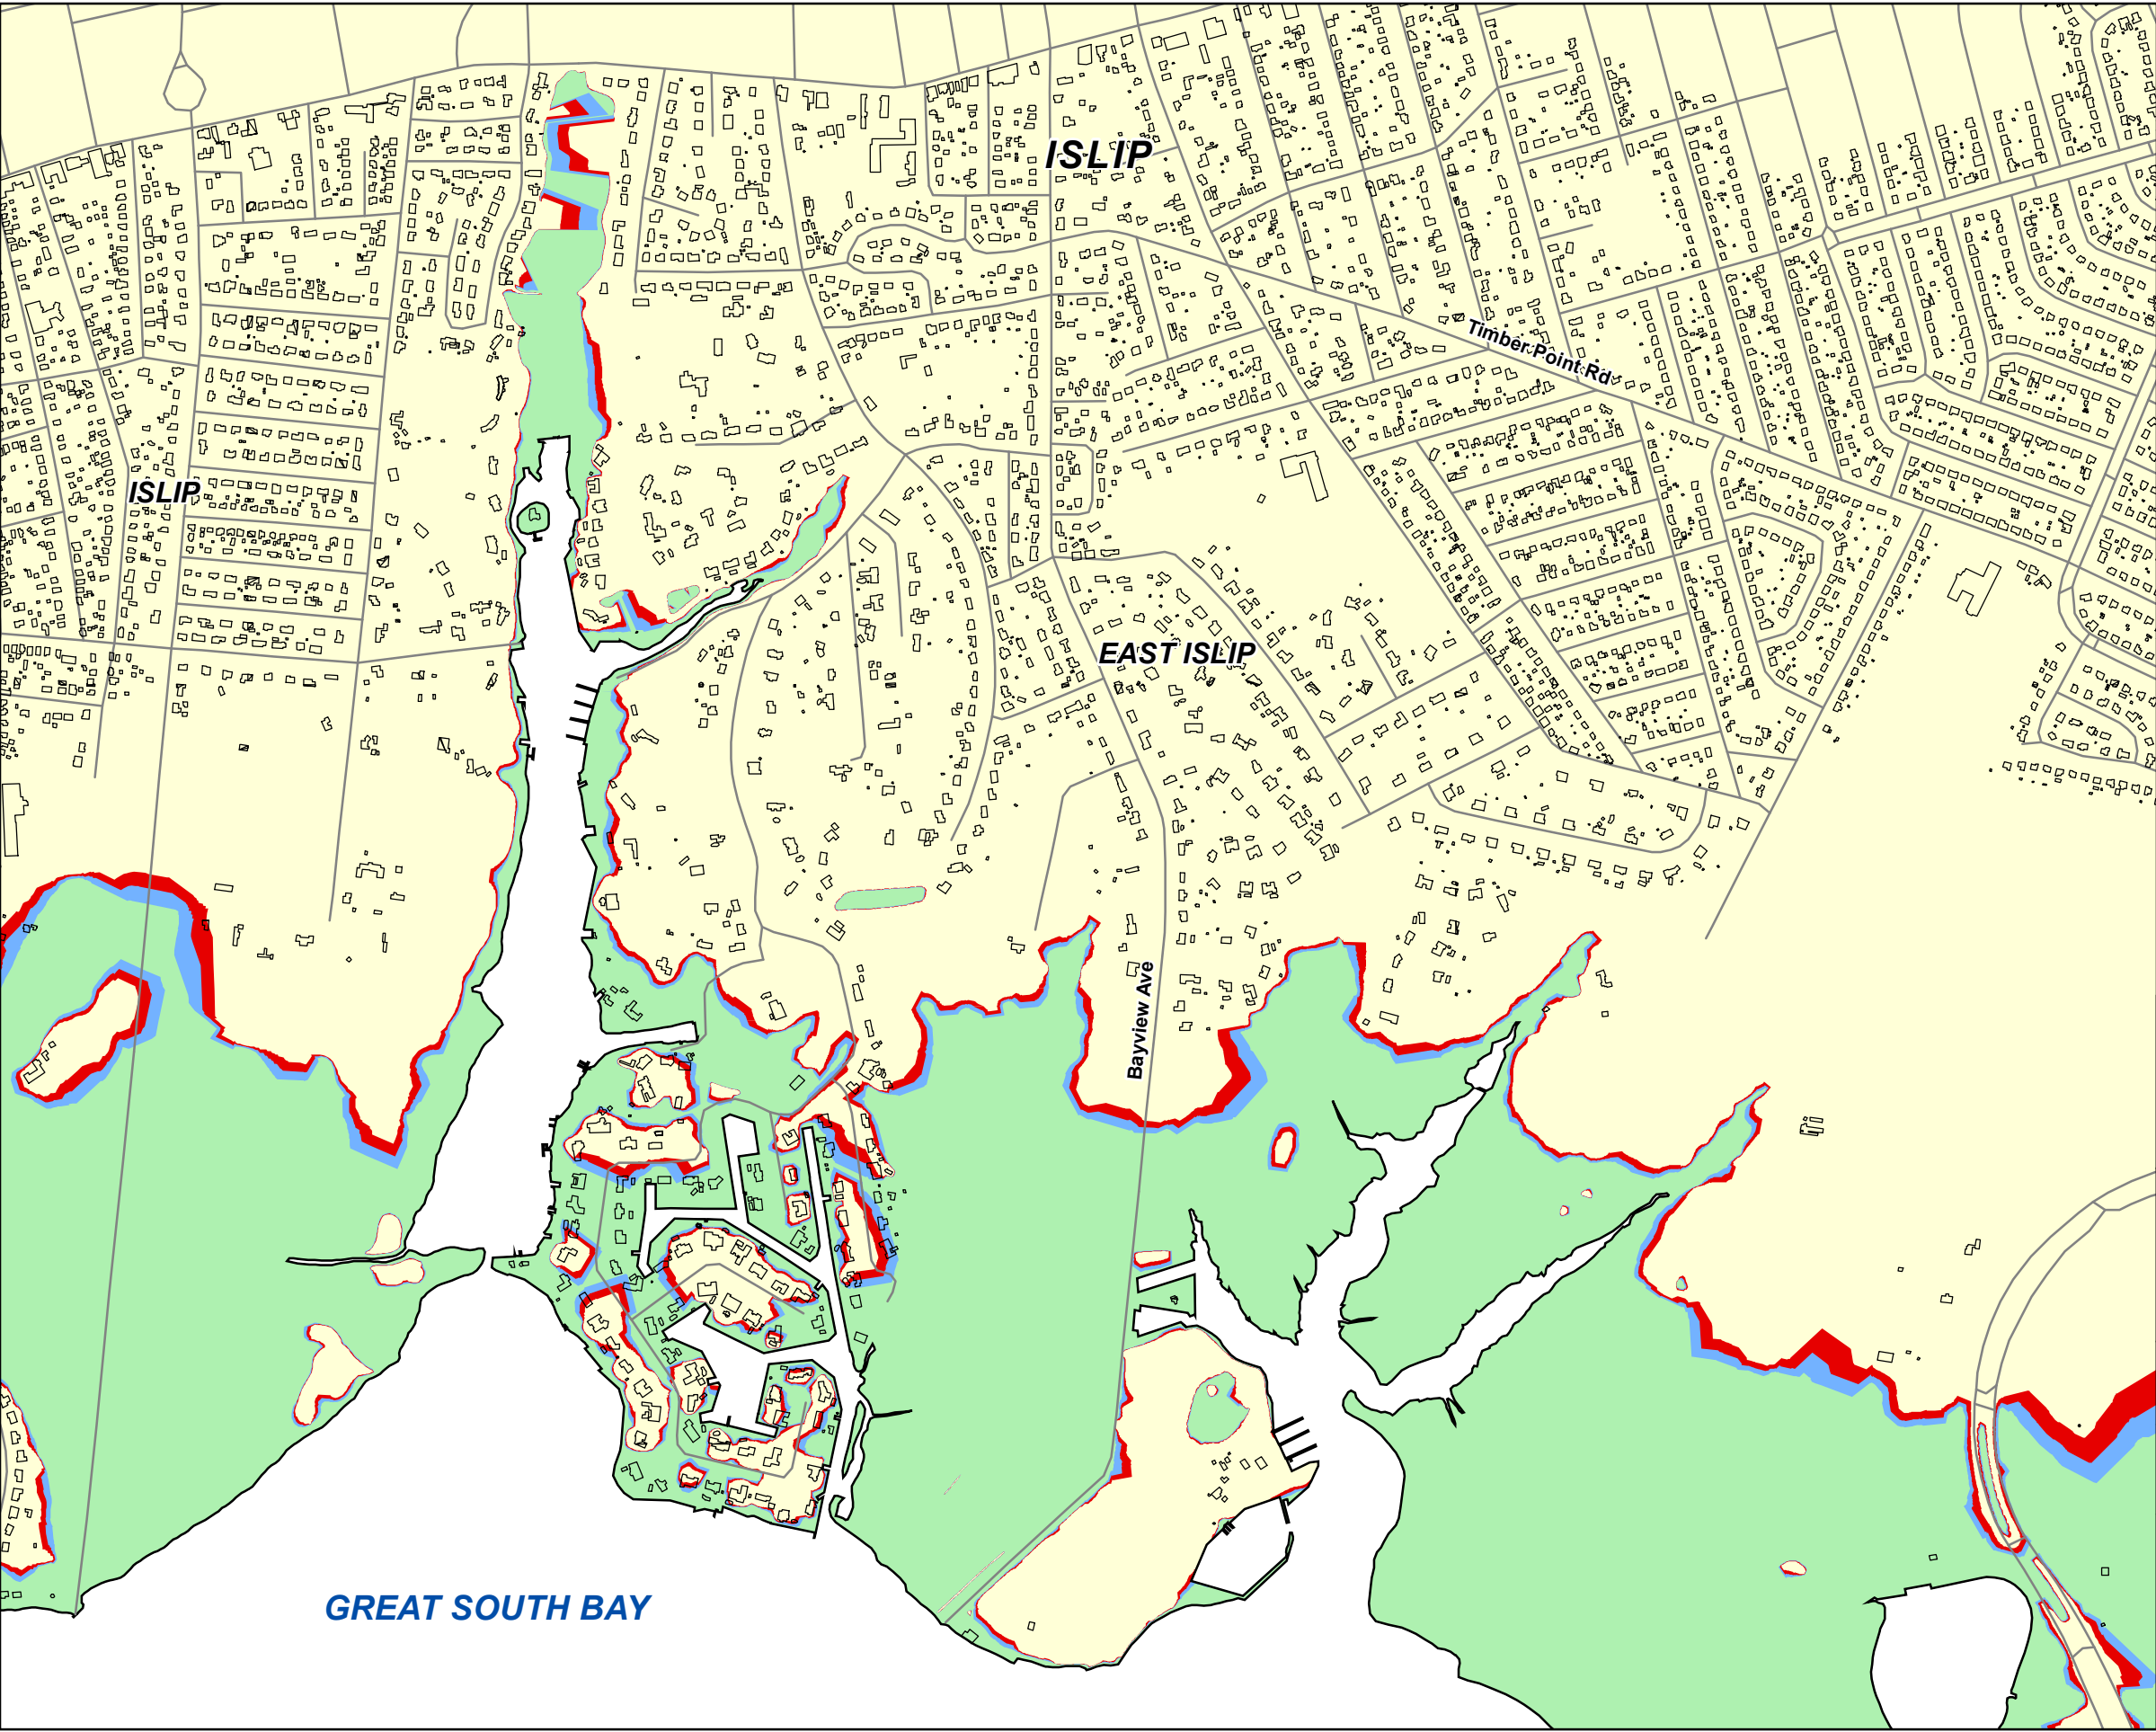 ISLIP
Timber Point Rd
ISLIP
EAST ISLIP
Bayview Ave
GREAT SOUTH BAY